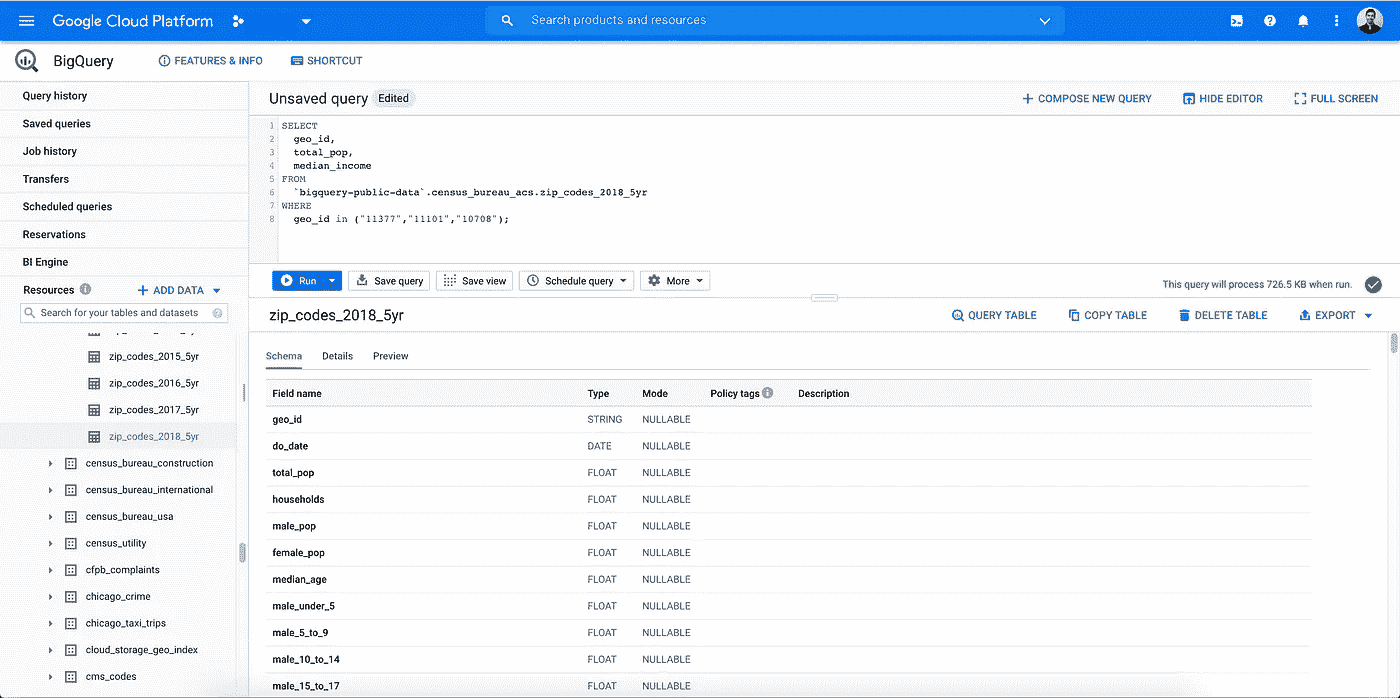 Google Cloud Platform
Search products and resources
BigQuery
FEATURES & INFO
SHORTCUT
Query history
Saved queries
Job history
Transfers
Scheduled queries
Reservations
BI Engine
Resources
ADD DATA
Search for your tables and datasets
zip_codes_2015_5yr
zip_codes_2016_5yr
zip_codes_2017_5yr
zip_codes_2018_5yr
census_bureau_construction
census_bureau_international
census_bureau_usa
census_utility
cfpb_complaints
chicago_crime
chicago_taxi_trips
cloud_storage_geo_index
cms_codes
Unsaved query Edited
COMPOSE NEW QUERY
HIDE EDITOR
FULL SCREEN
1 SELECT
2 geo_id,
3 total_pop,
4 median_income
5 FROM
6 `bigquery-public-data`.census_bureau_acs.zip_codes_2018_5yr
7 WHERE
8 geo_id in ("11377","11101","10708");
Run
Save query
Save view
Schedule query
More
This query will process 726.5 KB when run.
zip_codes_2018_5yr
QUERY TABLE
COPY TABLE
DELETE TABLE
EXPORT
Schema Details Preview
Field name Type Mode Policy tags Description
geo_id STRING NULLABLE
do_date DATE NULLABLE
total_pop FLOAT NULLABLE
households FLOAT NULLABLE
male_pop FLOAT NULLABLE
female_pop FLOAT NULLABLE
median_age FLOAT NULLABLE
male_under_5 FLOAT NULLABLE
male_5_to_9 FLOAT NULLABLE
male_10_to_14 FLOAT NULLABLE
male_15_to_17 FLOAT NULLABLE